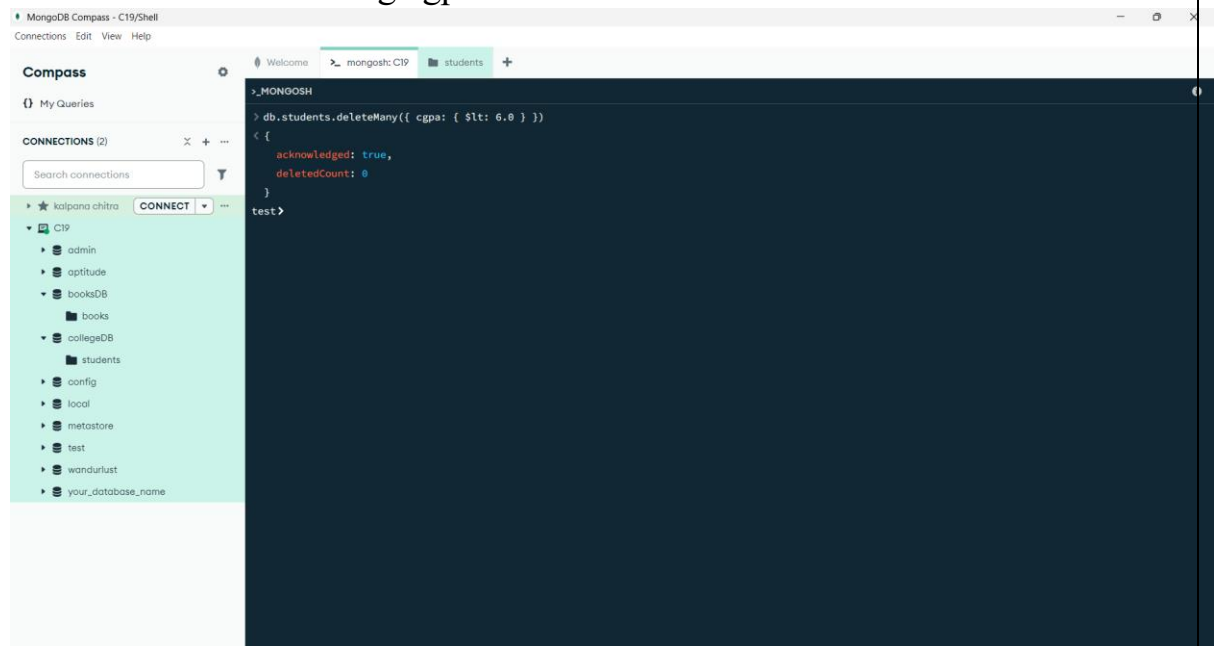 MongoDB Compass - C19/Shell
Connections Edit View Help
Compass
{} My Queries
CONNECTIONS (2)
Search connections
kalpana chitra CONNECT
C19
admin
aptitude
booksDB
books
collegeDB
students
config
local
metastore
test
wandurlust
your_database_name
Welcome >_ mongosh: C19 students +
>_MONGOSH
> db.students.deleteMany({ cgpa: { $lt: 6.0 } })
< {
acknowledged: true,
deletedCount: 0
}
test>